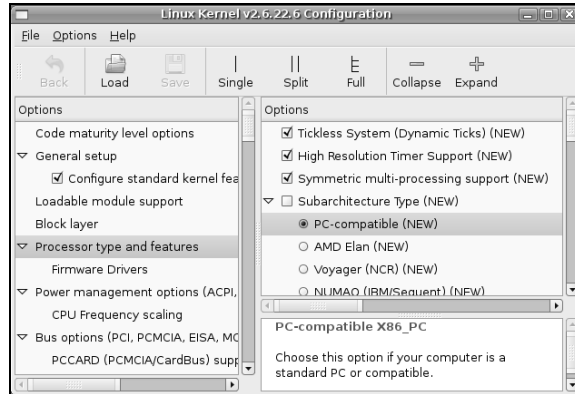 Linux Kernel v2.6.22.6 Configuration
File Options Help
Back Load Save Single Split Full Collapse Expand
Options
Code maturity level options
General setup
Configure standard kernel fea
Loadable module support
Block layer
Processor type and features
Firmware Drivers
Power management options (ACPI,
CPU Frequency scaling
Bus options (PCI, PCMCIA, EISA, MC
PCCARD (PCMCIA/CardBus) supp
Options
Tickless System (Dynamic Ticks) (NEW)
High Resolution Timer Support (NEW)
Symmetric multi-processing support (NEW)
Subarchitecture Type (NEW)
PC-compatible (NEW)
AMD Elan (NEW)
Voyager (NCR) (NEW)
NUMAQ (IBM/Sequent) (NEW)
PC-compatible X86_PC
Choose this option if your computer is a
standard PC or compatible.